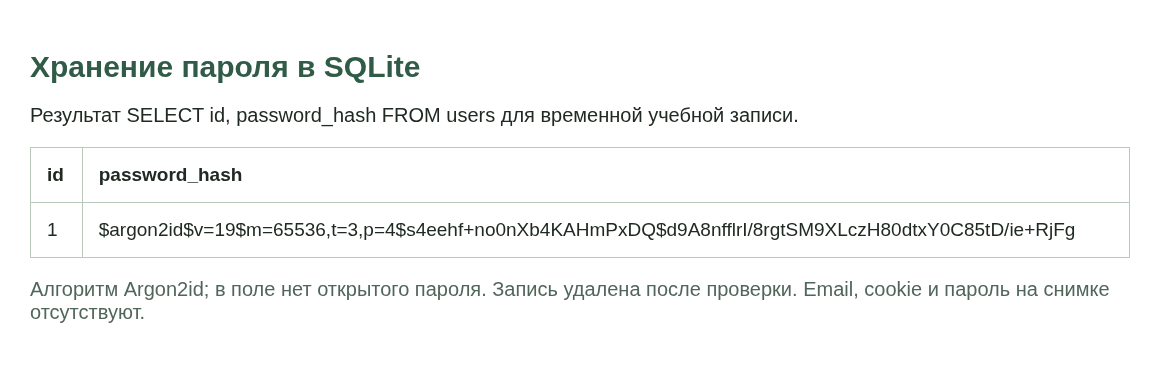 Хранение пароля в SQLite
Результат SELECT id, password_hash FROM users для временной учебной записи.
id password_hash
1 $argon2id$v=19$m=65536,t=3,p=4$s4eehf+no0nXb4KAHmPxDQ$d9A8nfflrI/8rgtSM9XLczH80dtxY0C85tD/ie+RjFg
Алгоритм Argon2id; в поле нет открытого пароля. Запись удалена после проверки. Email, cookie и пароль на снимке
отсутствуют.